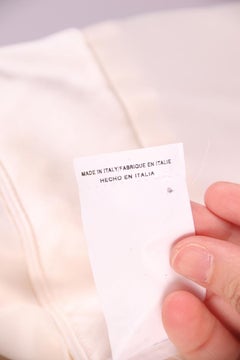 MADE IN ITALY/FABRIQUE EN ITALIE
HECHO EN ITALIA